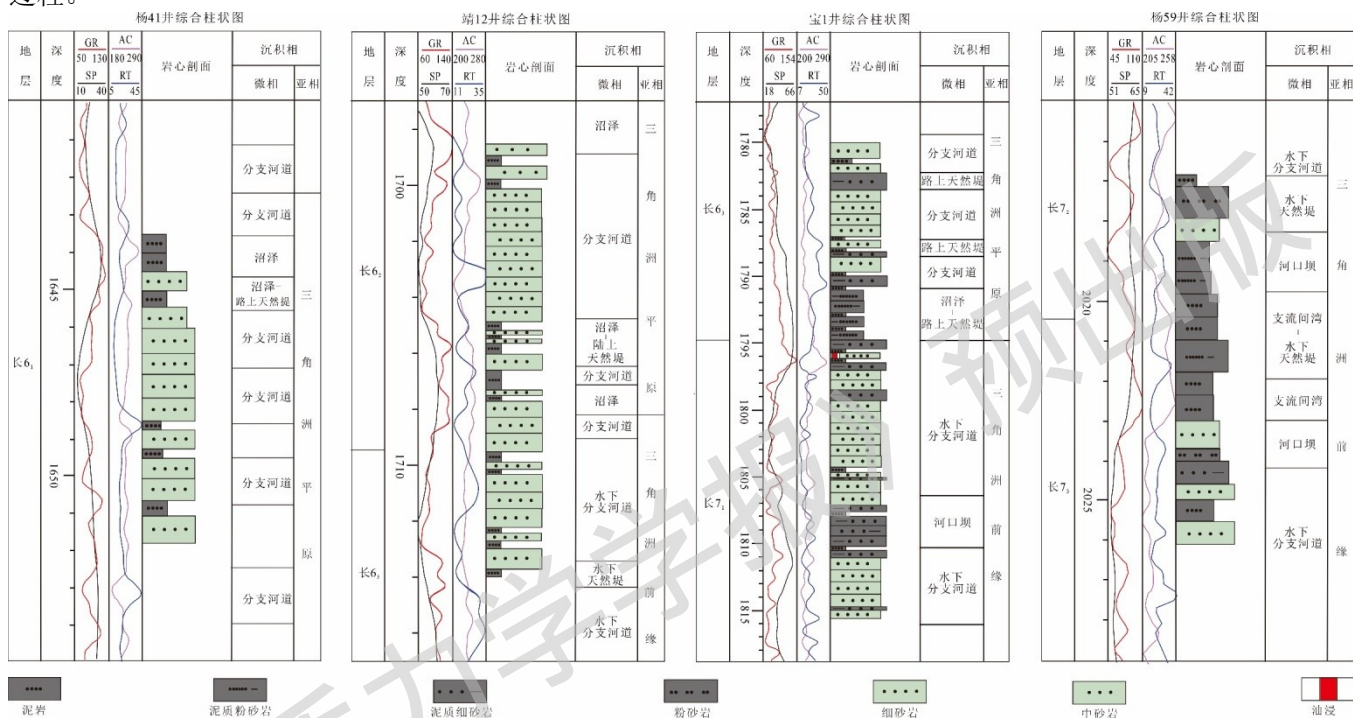 过程。
杨41井综合柱状图
地层
深度
GR
50 130
SP
10 40
AC
180 290
RT
5 45
岩心剖面
沉积相
微相
亚相
长6₁
1645
1650
分支河道
分支河道
沼泽
沼泽-
路上天然堤
分支河道
分支河道
分支河道
分支河道
三角洲平原
靖12井综合柱状图
地层
深度
GR
60 140
SP
50 70
AC
200 280
RT
11 35
岩心剖面
沉积相
微相
亚相
长6₂
1700
1710
沼泽
分支河道
沼泽
陆上
天然堤
分支河道
沼泽
分支河道
水下
分支河道
水下
天然堤
水下
分支河道
三角洲平原
三角洲前缘
宝1井综合柱状图
地层
深度
GR
60 154
SP
18 66
AC
200 290
RT
7 50
岩心剖面
沉积相
微相
亚相
长6₃
长7₁
1780
1785
1790
1795
1800
1805
1810
1815
分支河道
路上天然堤
分支河道
路上天然堤
分支河道
沼泽
路上天然堤
水下
分支河道
河口坝
水下
分支河道
三角洲平原
三角洲前缘
杨59井综合柱状图
地层
深度
GR
45 110
SP
51 65
AC
205 258
RT
9 42
岩心剖面
沉积相
微相
亚相
长7₂
长7₃
2020
2025
水下
分支河道
水下
天然堤
河口坝
支流间湾
水下
天然堤
支流间湾
河口坝
水下
分支河道
三角洲前缘
泥岩
泥质粉砂岩
泥质细砂岩
粉砂岩
细砂岩
中砂岩
油浸
力学学报》预出版